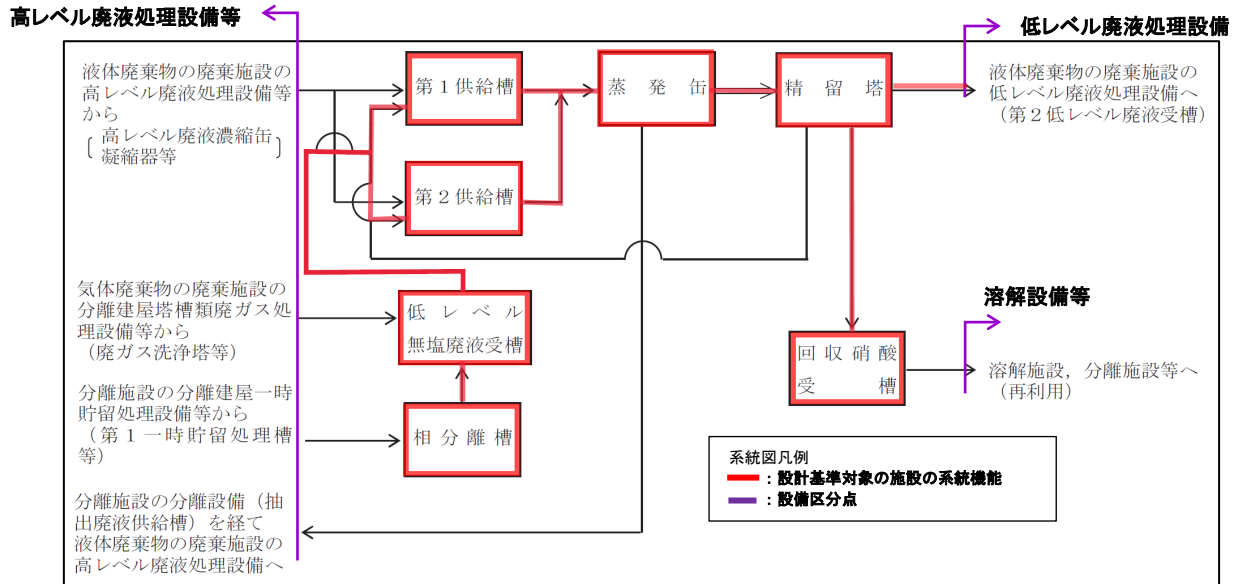 高レベル廃液処理設備等
低レベル廃液処理設備
液体廃棄物の廃棄施設の
高レベル廃液処理設備等
から
〔高レベル廃液濃縮缶
凝縮器等〕
第1供給槽
第2供給槽
蒸発缶
精留塔
液体廃棄物の廃棄施設の
低レベル廃液処理設備へ
(第2低レベル廃液受槽)
気体廃棄物の廃棄施設の
分離建屋塔槽類廃ガス処
理設備等から
(廃ガス洗浄塔等)
低レベル
無塩廃液受槽
溶解設備等
回収硝酸
受槽
溶解施設,分離施設等へ
(再利用)
分離施設の分離建屋一時
貯留処理設備等から
(第1一時貯留処理槽
等)
相分離槽
系統図凡例
:設計基準対象の施設の系統機能
:設備区分点
分離施設の分離設備(抽
出廃液供給槽)を経て
液体廃棄物の廃棄施設の
高レベル廃液処理設備へ